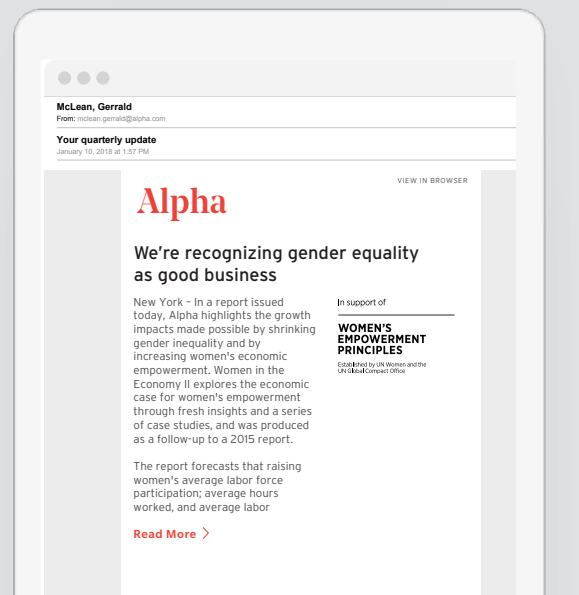 McLean, Gerrald
From: mclean.gerrald@alpha.com
Your quarterly update
January 10, 2018 at 1:57 PM
VIEW IN BROWSER
Alpha
We're recognizing gender equality
as good business
New York – In a report issued
today, Alpha highlights the growth
impacts made possible by shrinking
gender inequality and by
increasing women's economic
empowerment. Women in the
Economy II explores the economic
case for women's empowerment
through fresh insights and a series
of case studies, and was produced
as a follow-up to a 2015 report.
The report forecasts that raising
women's average labor force
participation; average hours
worked, and average labor
Read More
In support of
WOMEN'S
EMPOWERMENT
PRINCIPLES
Established by UN Women and the
UN Global Compact Office